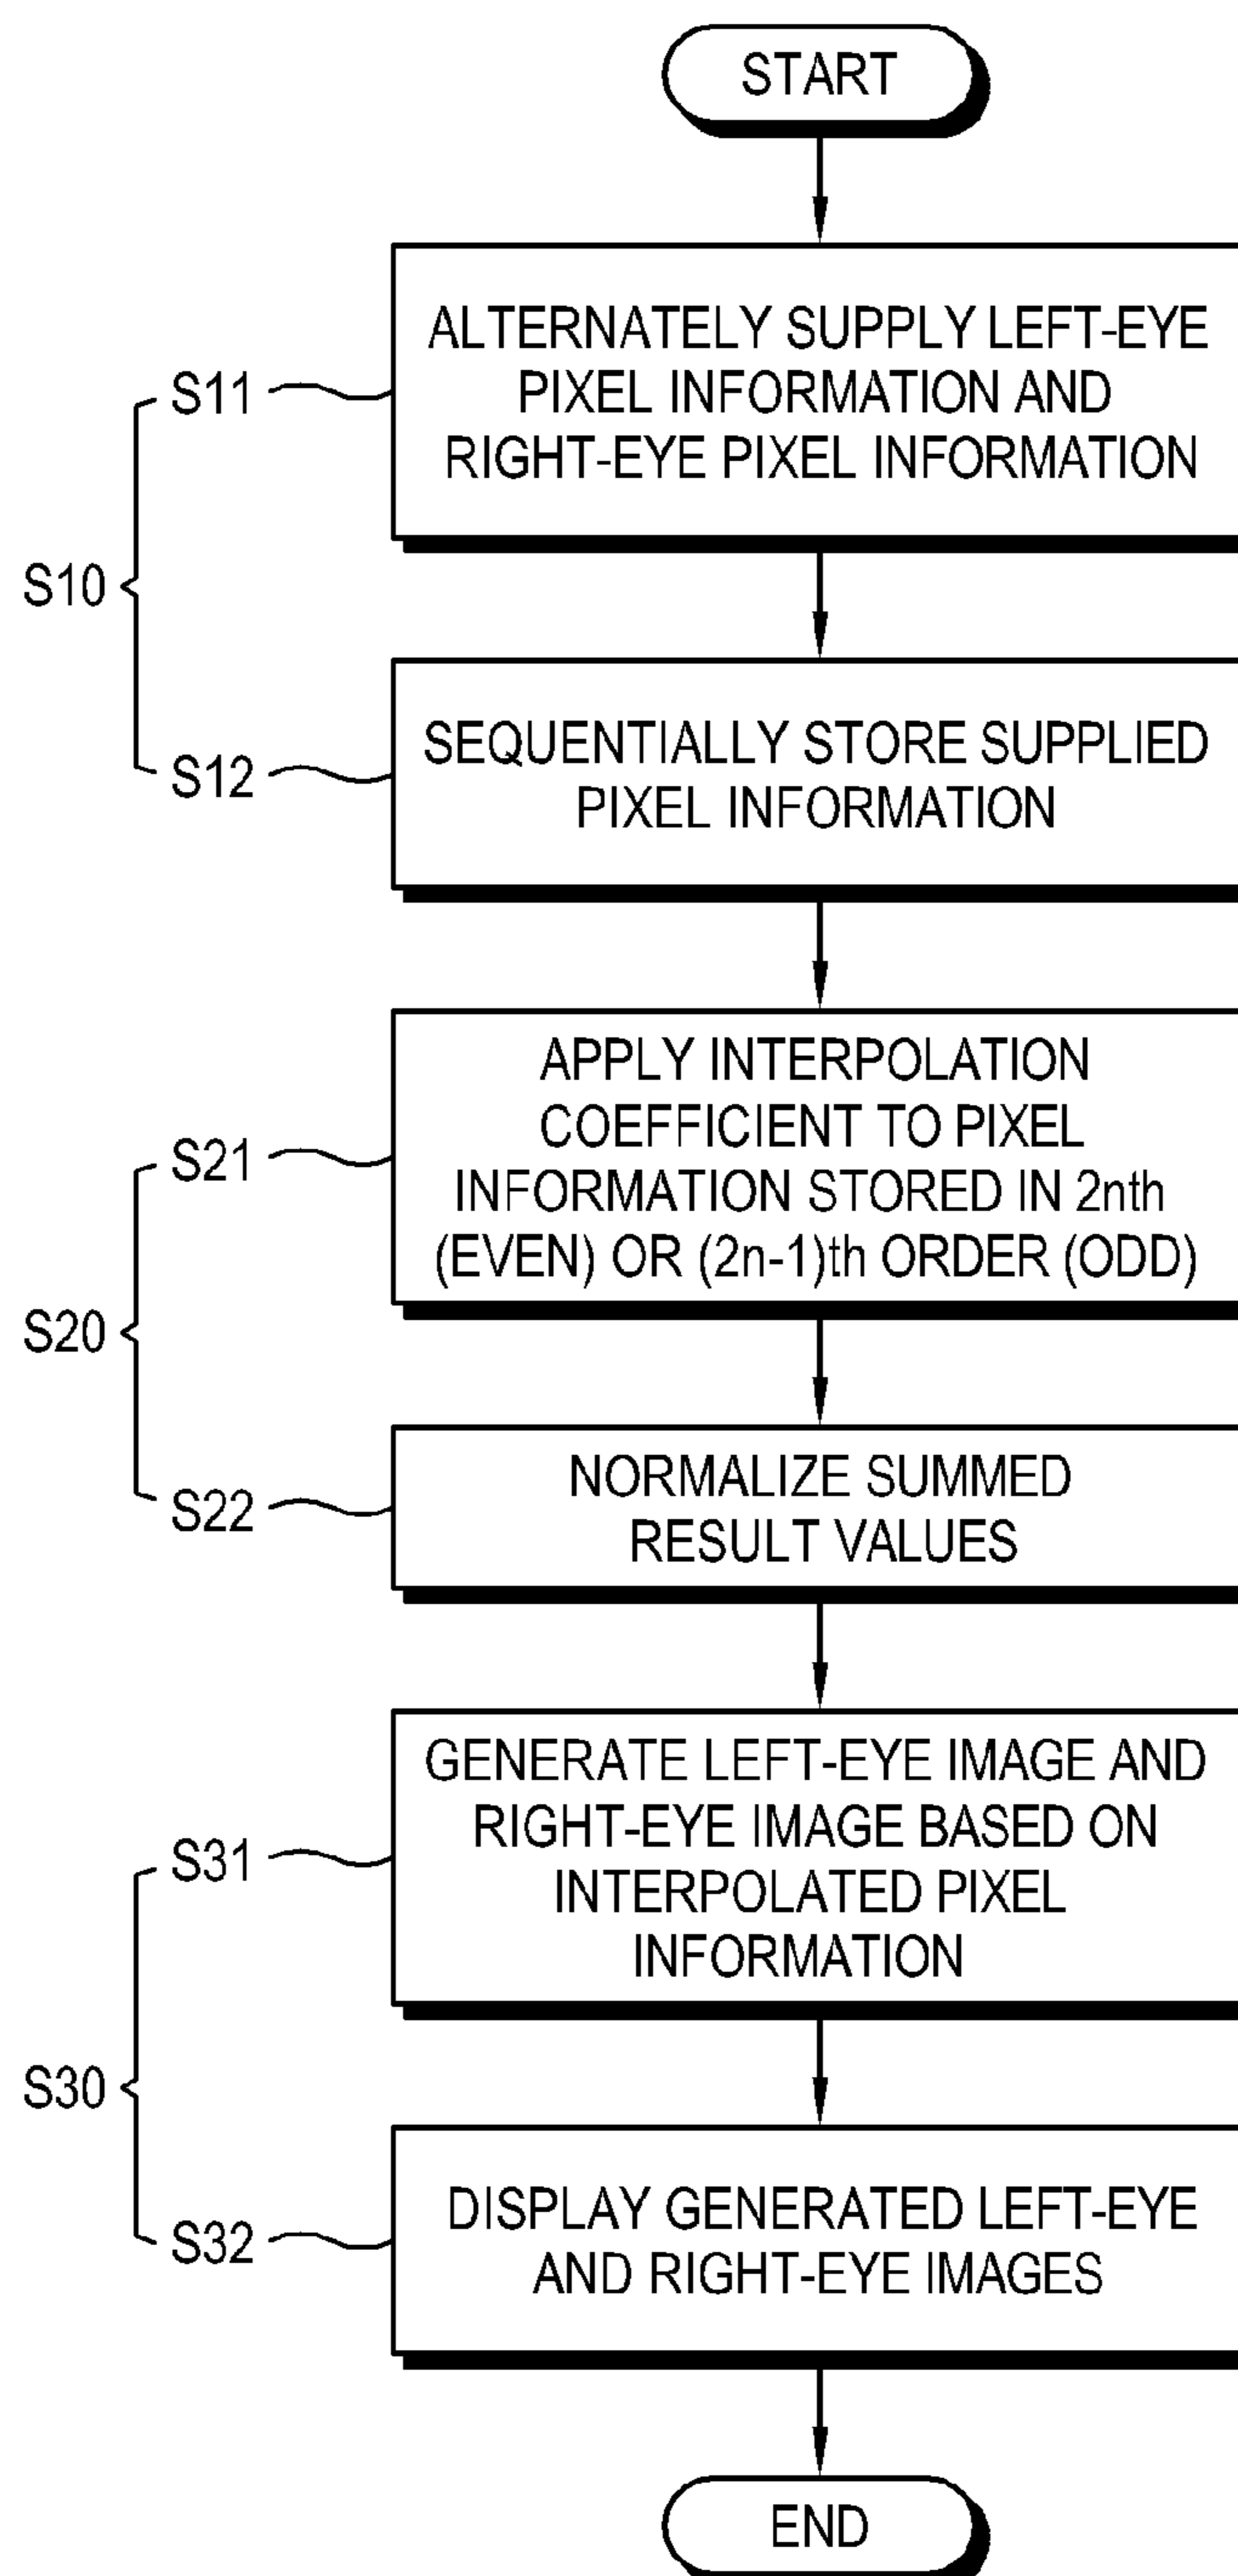 START
ALTERNATELY SUPPLY LEFT-EYE
PIXEL INFORMATION AND
RIGHT-EYE PIXEL INFORMATION
S11
S10
SEQUENTIALLY STORE SUPPLIED
PIXEL INFORMATION
S12
APPLY INTERPOLATION
COEFFICIENT TO PIXEL
INFORMATION STORED IN 2nth
(EVEN) OR (2n-1)th ORDER (ODD)
S21
S20
NORMALIZE SUMMED
RESULT VALUES
S22
GENERATE LEFT-EYE IMAGE AND
RIGHT-EYE IMAGE BASED ON
INTERPOLATED PIXEL
INFORMATION
S31
S30
DISPLAY GENERATED LEFT-EYE
AND RIGHT-EYE IMAGES
S32
END